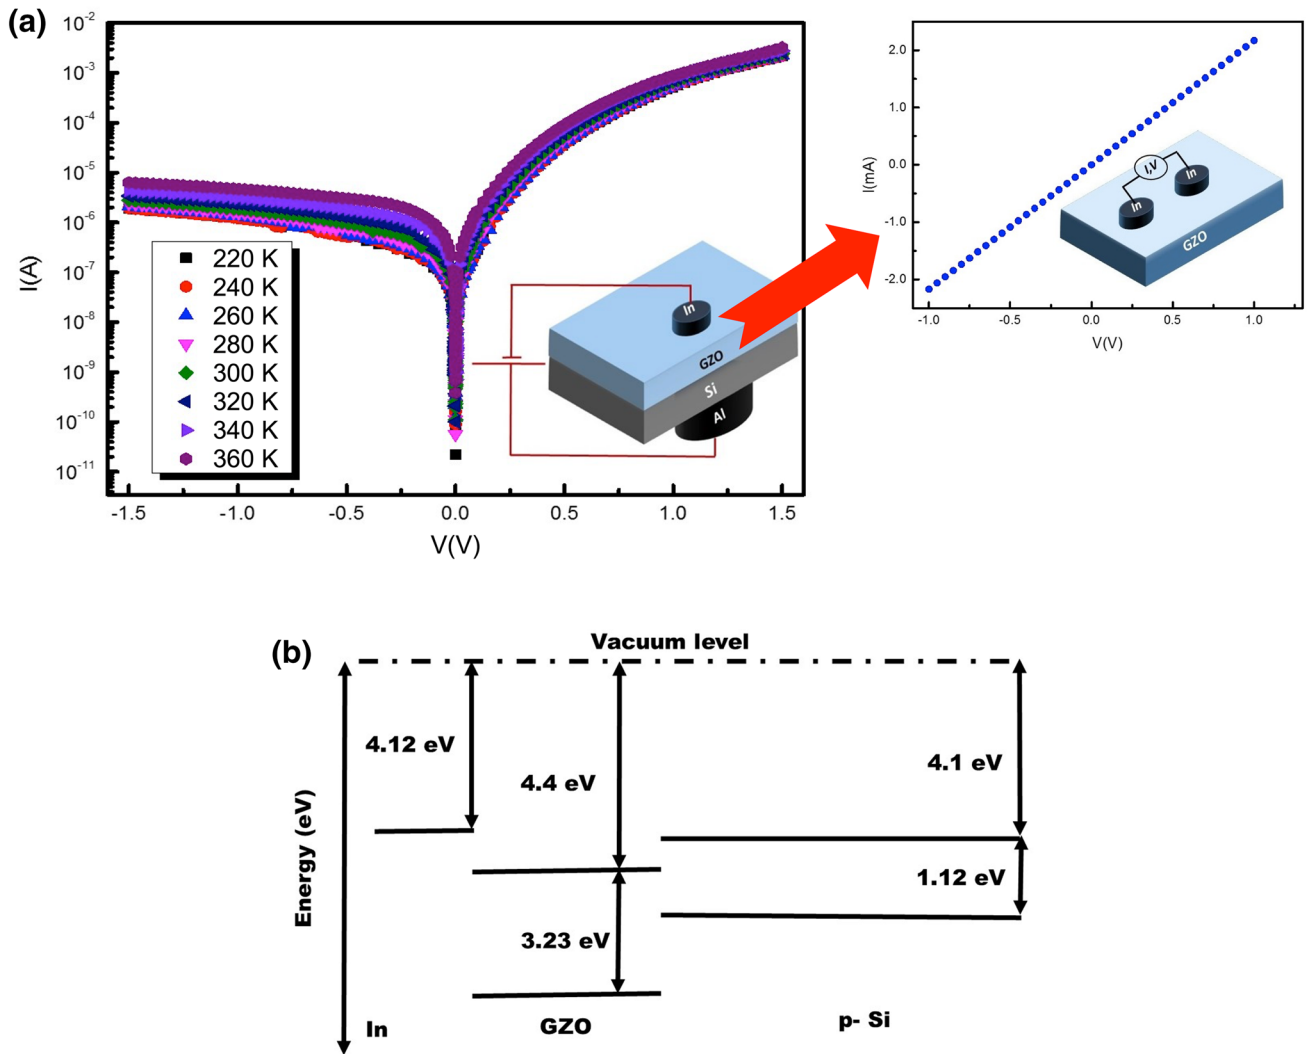 (a)
10⁻²
10⁻³
10⁻⁴
10⁻⁵
10⁻⁶
10⁻⁷
10⁻⁸
10⁻⁹
10⁻¹⁰
10⁻¹¹
I(A)
220 K
240 K
260 K
280 K
300 K
320 K
340 K
360 K
In
GZO
Si
Al
-1.5 -1.0 -0.5 0.0 0.5 1.0 1.5
V(V)
2.0
1.0
0.0
-1.0
-2.0
I(mA)
I,V
In
In
GZO
-1.0 -0.5 0.0 0.5 1.0
V(V)
(b)
Vacuum level
4.12 eV
4.4 eV
4.1 eV
1.12 eV
3.23 eV
Energy (eV)
In
GZO
p- Si